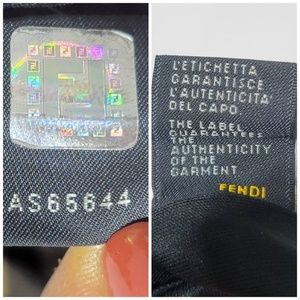 AS65644
L'ETICHETTA
GARANTISCE
L'AUTENTICITA'
DEL CAPO.
THE LABEL
GUARANTEES
THE
AUTHENTICITY
OF THE
GARMENT
FENDI